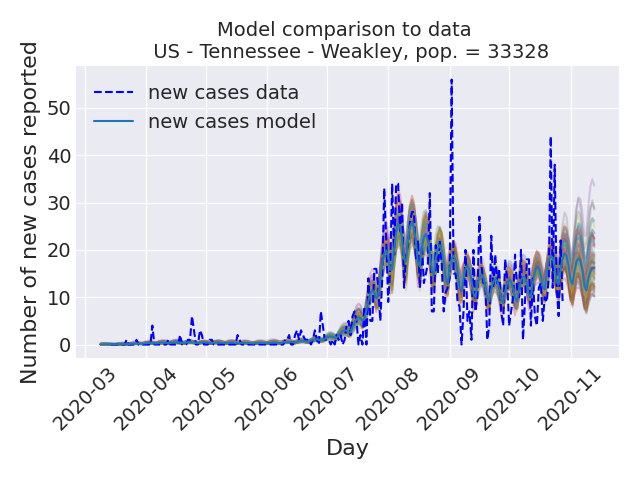 Model comparison to data
US - Tennessee - Weakley, pop. = 33328
Number of new cases reported
new cases data
new cases model
50
40
30
20
10
0
2020-03
2020-04
2020-05
2020-06
2020-07
2020-08
2020-09
2020-10
2020-11
Day